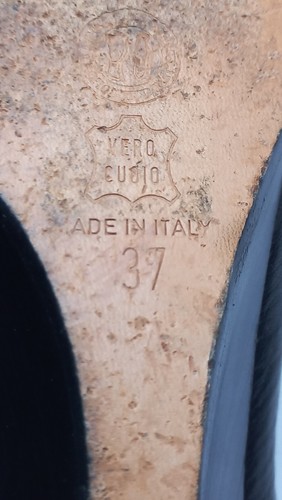 VERO
CUOIO
ADE IN ITALY
37